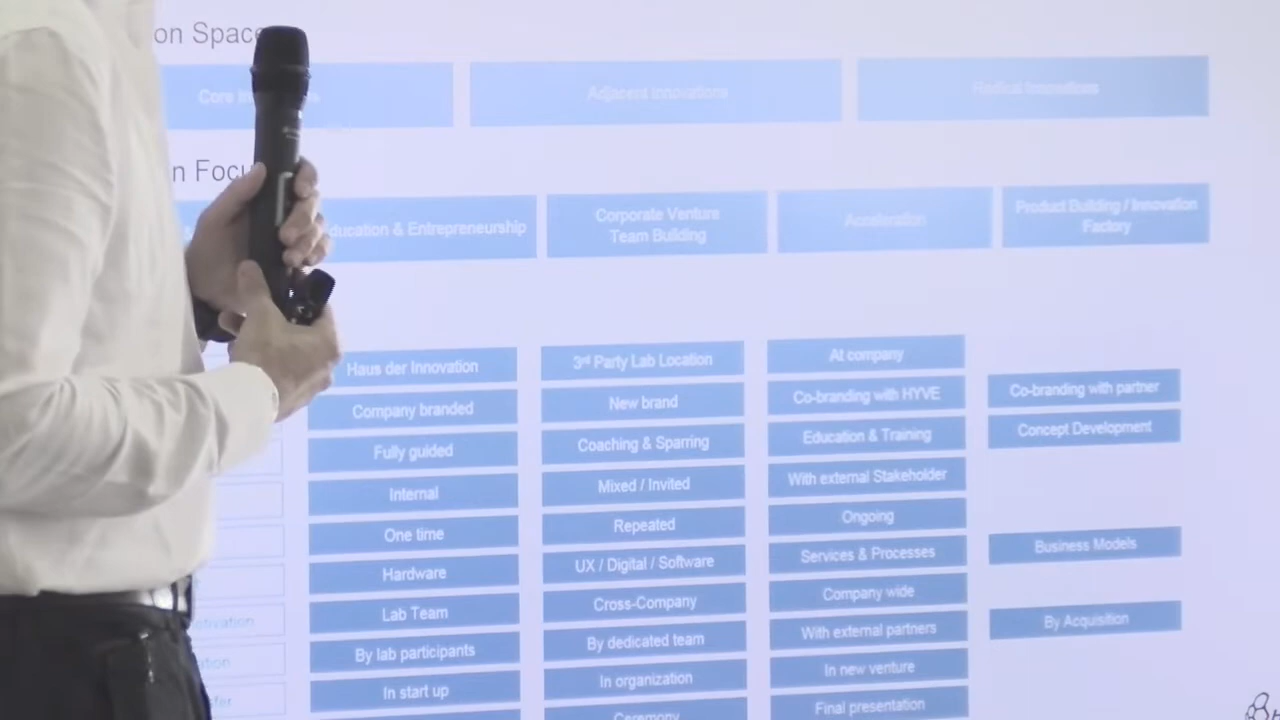 on Space
Adjacent Innovations
Radical Innovations
n Focu
ducation & Entrepreneurship
Corporate Venture
Team Building
Acceleration
Product Building / Innovation
Factory
Haus der Innovation
3rd Party Lab Location
At company
Company branded
New brand
Co-branding with HYVE
Co-branding with partner
Fully guided
Coaching & Sparring
Education & Training
Concept Development
Internal
Mixed / Invited
With external Stakeholder
One time
Repeated
Ongoing
Hardware
UX / Digital / Software
Services & Processes
Business Models
Lab Team
Cross-Company
Company wide
By lab participants
By dedicated team
With external partners
By Acquisition
In start up
In organization
In new venture
Ceremony
Final presentation